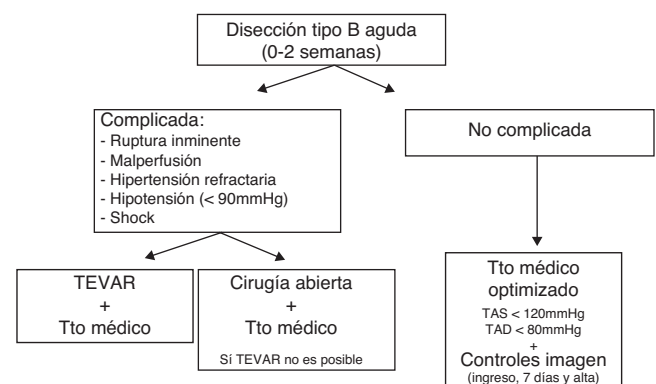 Disección tipo B aguda
(0-2 semanas)
Complicada:
- Ruptura inminente
- Malperfusión
- Hipertensión refractaria
- Hipotensión (< 90mmHg)
- Shock
No complicada
TEVAR
+
Tto médico
Cirugía abierta
+
Tto médico
Sí TEVAR no es posible
Tto médico
optimizado
TAS < 120mmHg
TAD < 80mmHg
+
Controles imagen
(ingreso, 7 días y alta)